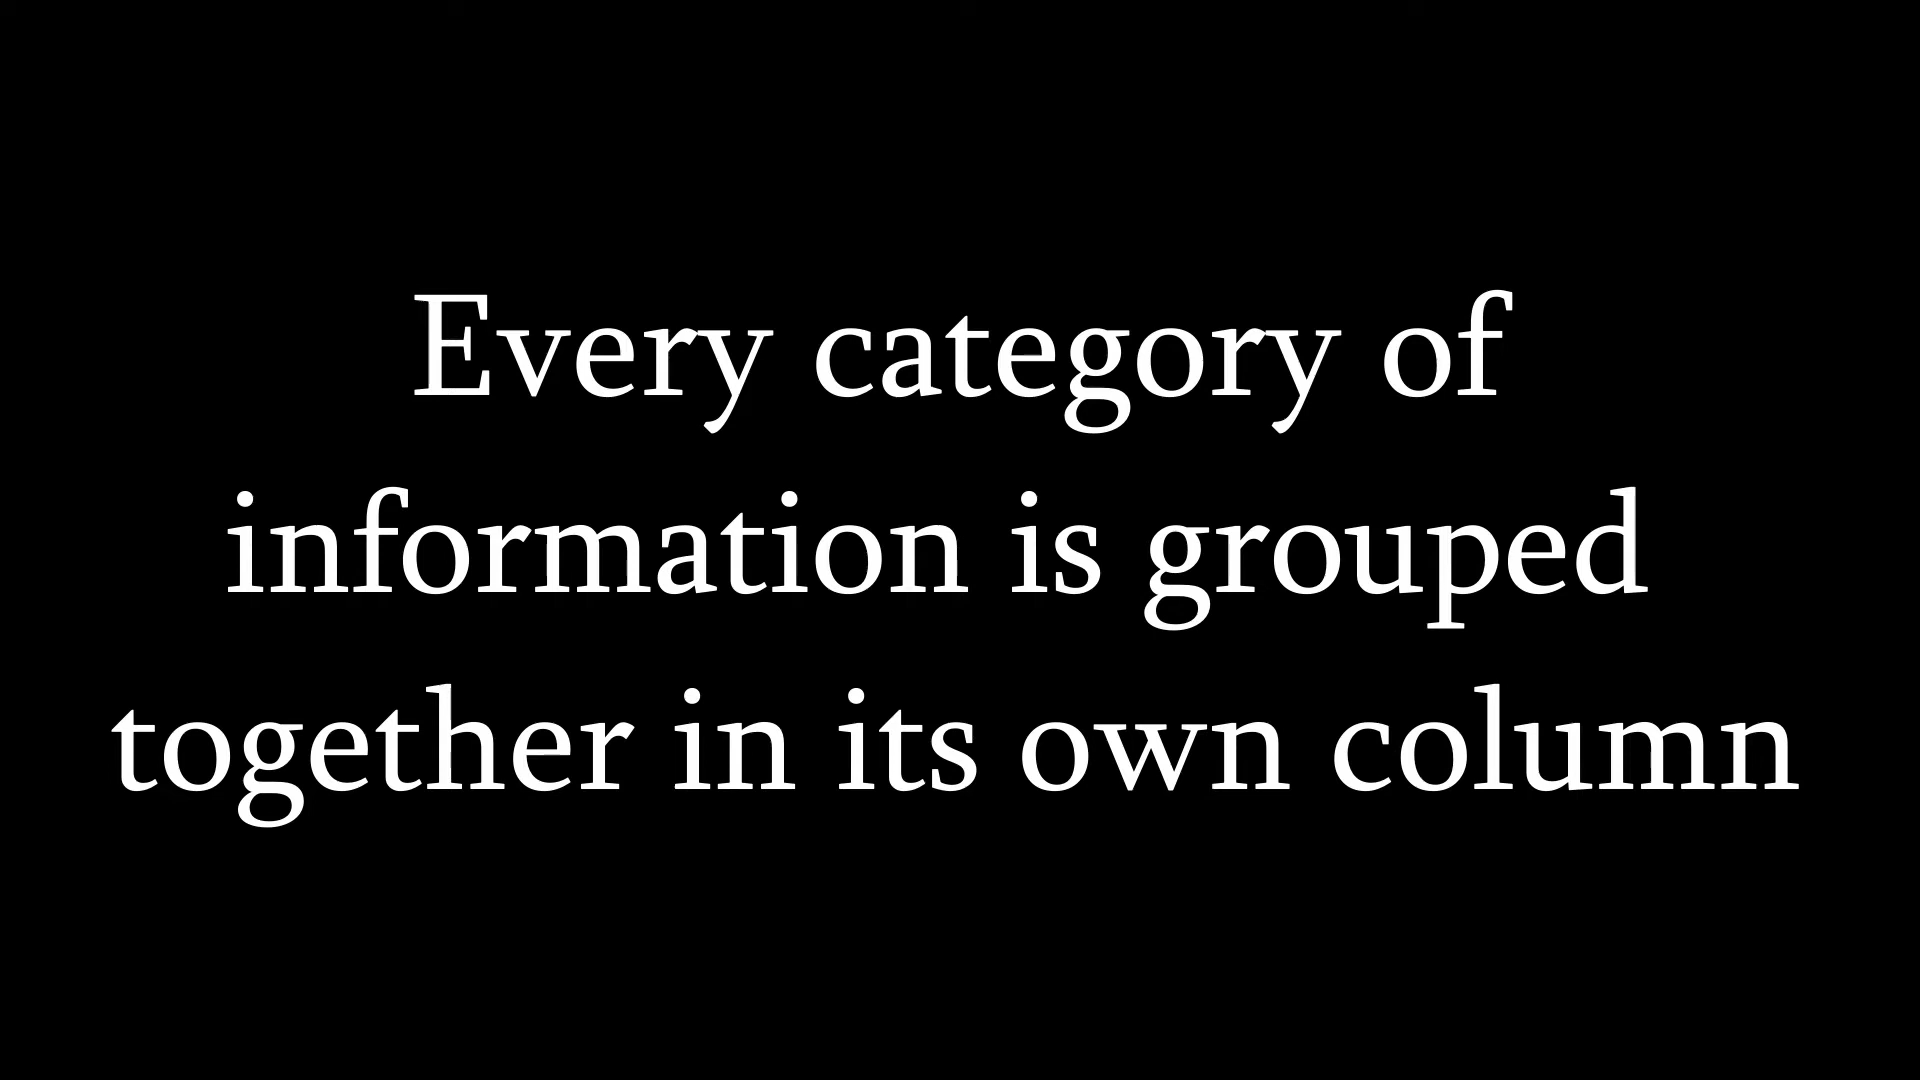 Every category of
information is grouped
together in its own column